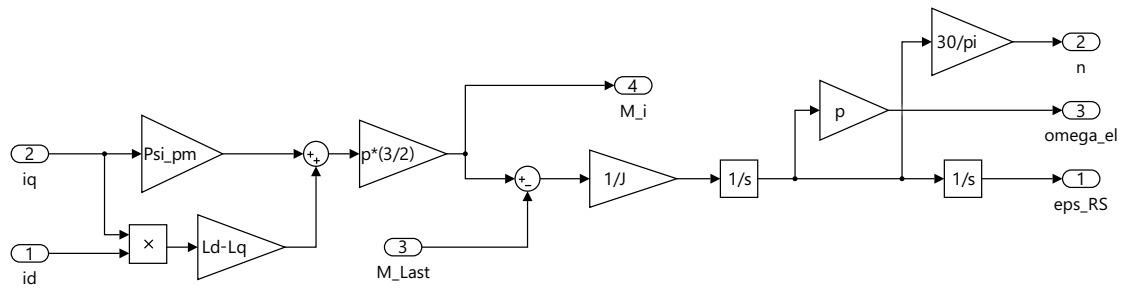 30/pi
2
n
4
M_i
p
3
omega_el
2
iq
Psi_pm
+
+
p*(3/2)
+
−
1/J
1/s
1/s
1
eps_RS
1
id
×
Ld-Lq
3
M_Last